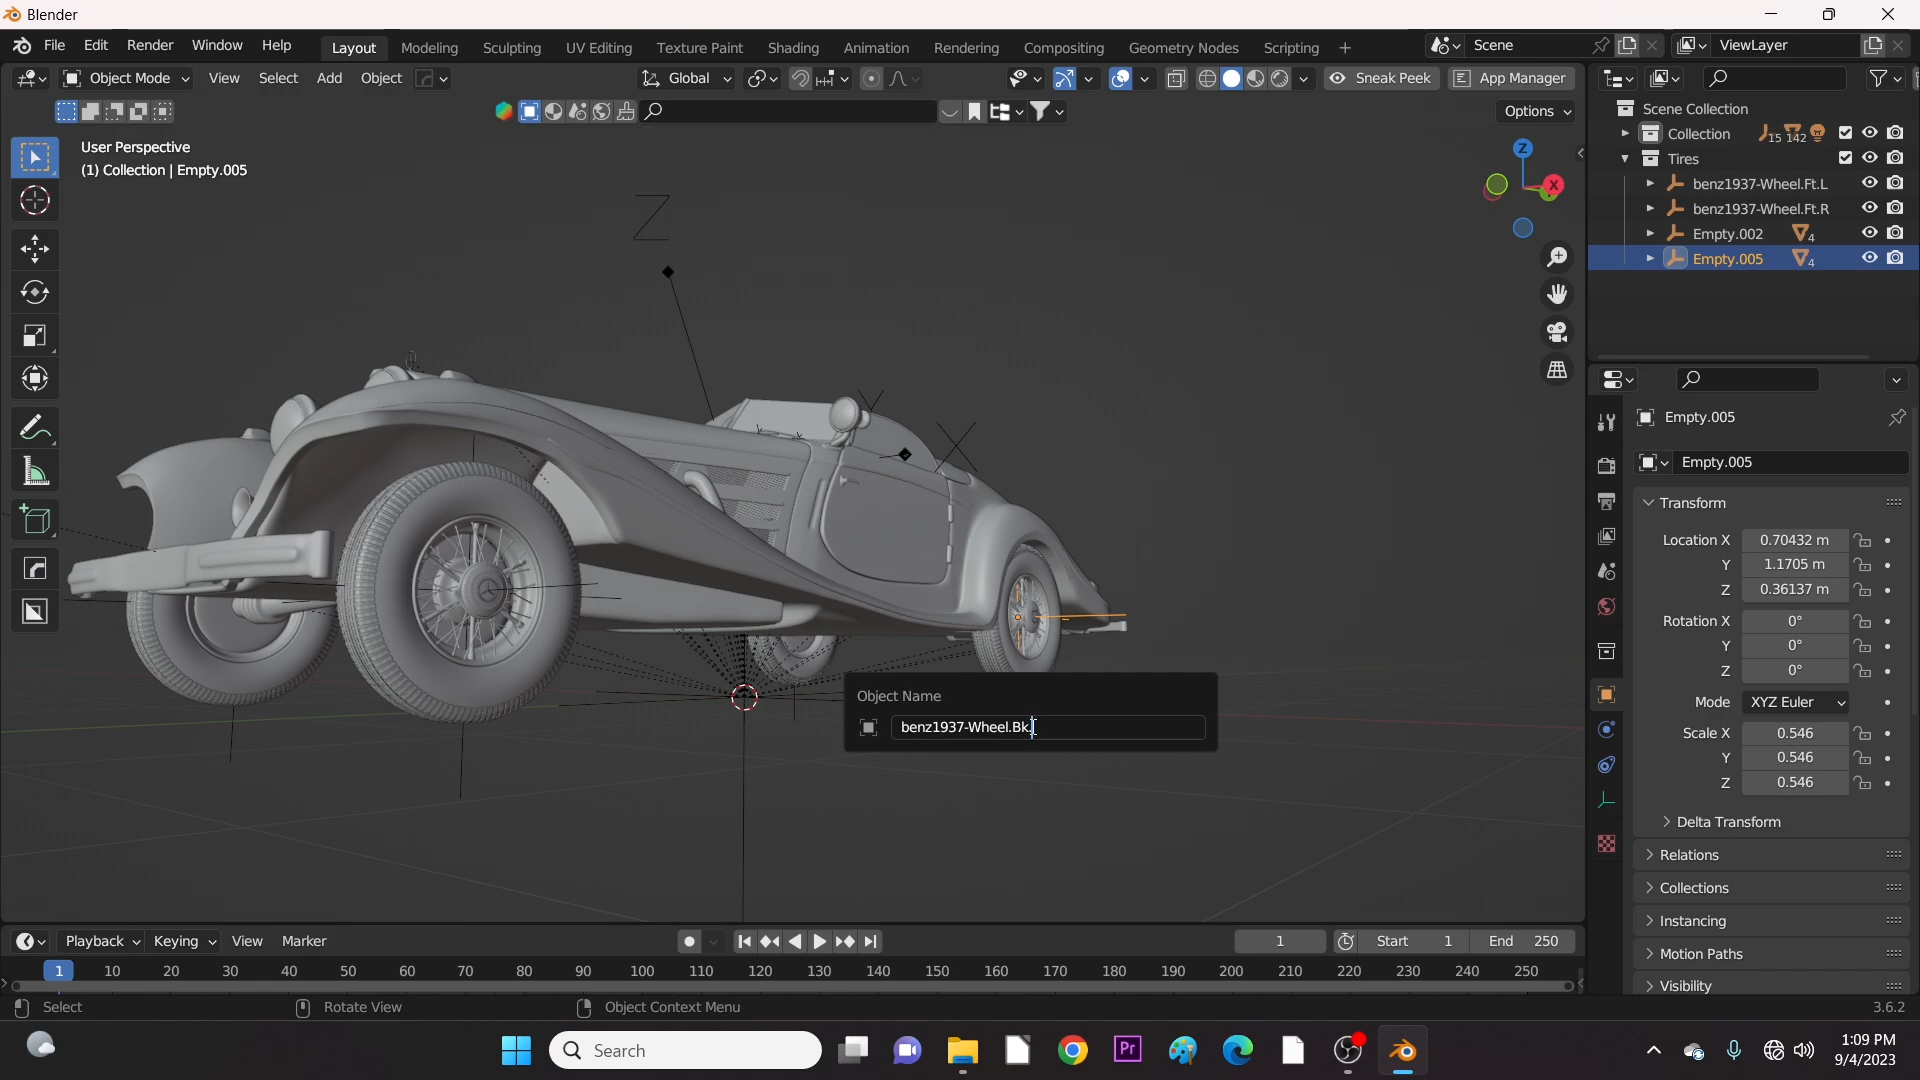 Blender
File Edit Render Window Help Layout Modeling Sculpting UV Editing Texture Paint Shading Animation Rendering Compositing Geometry Nodes Scripting + Scene ViewLayer
Object Mode View Select Add Object Global Sneak Peek App Manager
Options
User Perspective
(1) Collection | Empty.005
Z
X
Z
X
Scene Collection
Collection 15 142
Tires
benz1937-Wheel.Ft.L
benz1937-Wheel.Ft.R
Empty.002 4
Empty.005 4
Empty.005
Empty.005
Transform
Location X 0.70432 m
Y 1.1705 m
Z 0.36137 m
Rotation X 0°
Y 0°
Z 0°
Mode XYZ Euler
Scale X 0.546
Y 0.546
Z 0.546
Delta Transform
Relations
Collections
Instancing
Motion Paths
Visibility
Object Name
benz1937-Wheel.Bk.
Playback Keying View Marker 1 Start 1 End 250
1 10 20 30 40 50 60 70 80 90 100 110 120 130 140 150 160 170 180 190 200 210 220 230 240 250
Select Rotate View Object Context Menu 3.6.2
Search Pr 1:09 PM
9/4/2023